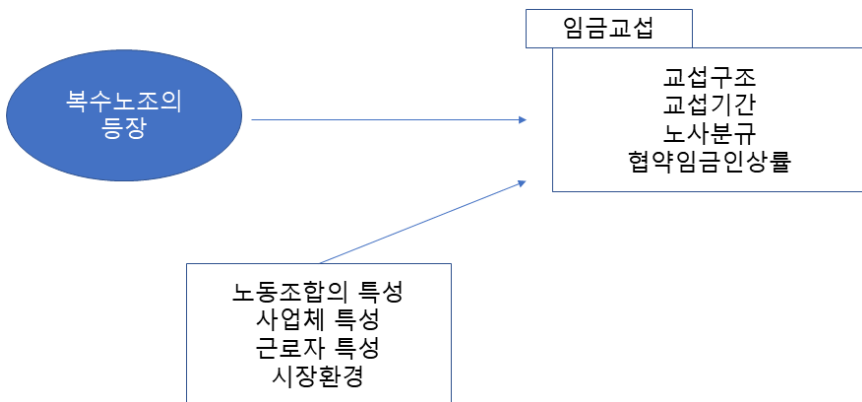 임금교섭
복수노조의
등장
교섭구조
교섭기간
노사분규
협약임금인상률
노동조합의 특성
사업체 특성
근로자 특성
시장환경